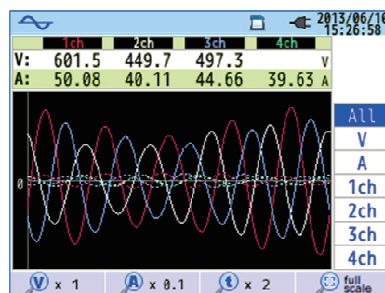 2013/06/10
15:26:58
1ch 2ch 3ch 4ch
V: 601.5 449.7 497.3 V
A: 50.08 40.11 44.66 39.63 A
0
All
V
A
1ch
2ch
3ch
4ch
V x 1 A x 0.1 t x 2 full scale